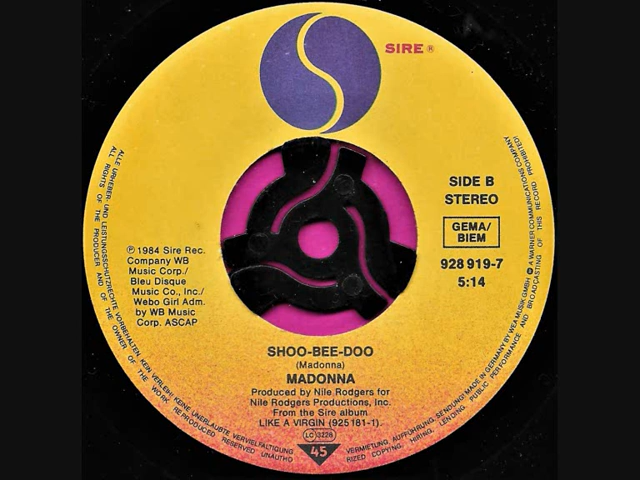 SIRE ®
SIDE B
STEREO
GEMA/
BIEM
928 919-7
5:14
℗ 1984 Sire Rec.
Company WB
Music Corp./
Bleu Disque
Music Co., Inc./
Webo Girl Adm.
by WB Music
Corp. ASCAP
SHOO-BEE-DOO
(Madonna)
MADONNA
Produced by Nile Rodgers for
Nile Rodgers Productions, Inc.
From the Sire album
LIKE A VIRGIN (925 181-1).
LC 3228
45
ALLE URHEBER- UND LEISTUNGSSCHUTZRECHTE VORBEHALTEN. KEIN VERLEIH! KEINE UNERLAUBTE VERVIELFÄLTIGUNG, VERMIETUNG, AUFFÜHRUNG, SENDUNG! MADE IN GERMANY BY WEA MUSIK GMBH A WARNER COMMUNICATIONS COMPANY
ALL RIGHTS OF THE PRODUCER AND OF THE OWNER OF THE WORK REPRODUCED RESERVED UNAUTHORIZED COPYING, HIRING, LENDING, PUBLIC PERFORMANCE AND BROADCASTING OF THIS RECORD PROHIBITED!